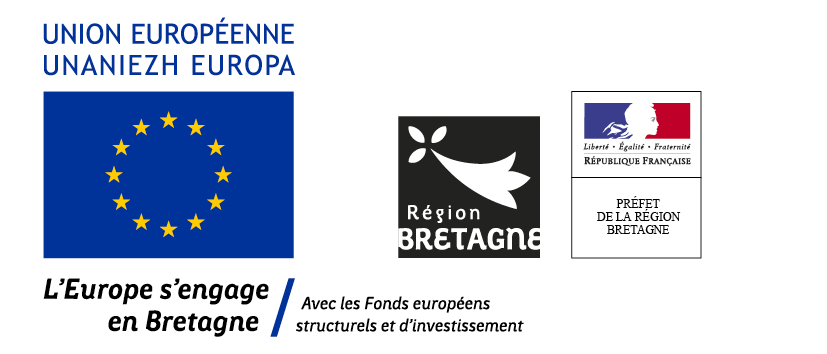 UNION EUROPÉENNE
UNANIEZH EUROPA
Région
BRETAGNE
Liberté • Égalité • Fraternité
RÉPUBLIQUE FRANÇAISE
PRÉFET
DE LA RÉGION
BRETAGNE
L'Europe s'engage
en Bretagne
Avec les Fonds européens
structurels et d'investissement